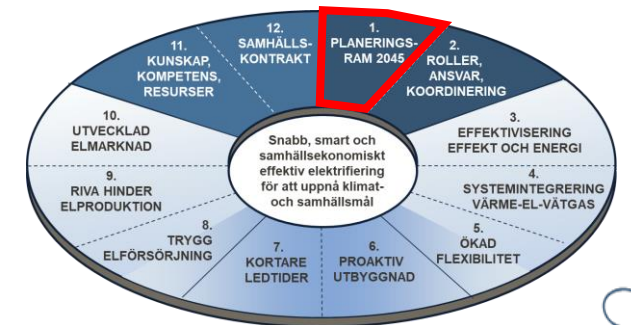 1.
PLANERINGS-
RAM 2045
2.
ROLLER,
ANSVAR,
KOORDINERING
3.
EFFEKTIVISERING
EFFEKT OCH ENERGI
4.
SYSTEMINTEGRERING
VÄRME-EL-VÄTGAS
5.
ÖKAD
FLEXIBILITET
6.
PROAKTIV
UTBYGGNAD
7.
KORTARE
LEDTIDER
8.
TRYGG
ELFÖRSÖRJNING
9.
RIVA HINDER
ELPRODUKTION
10.
UTVECKLAD
ELMARKNAD
11.
KUNSKAP,
KOMPETENS,
RESURSER
12.
SAMHÄLLS-
KONTRAKT
Snabb, smart och
samhällsekonomiskt
effektiv elektrifiering
för att uppnå klimat-
och samhällsmål